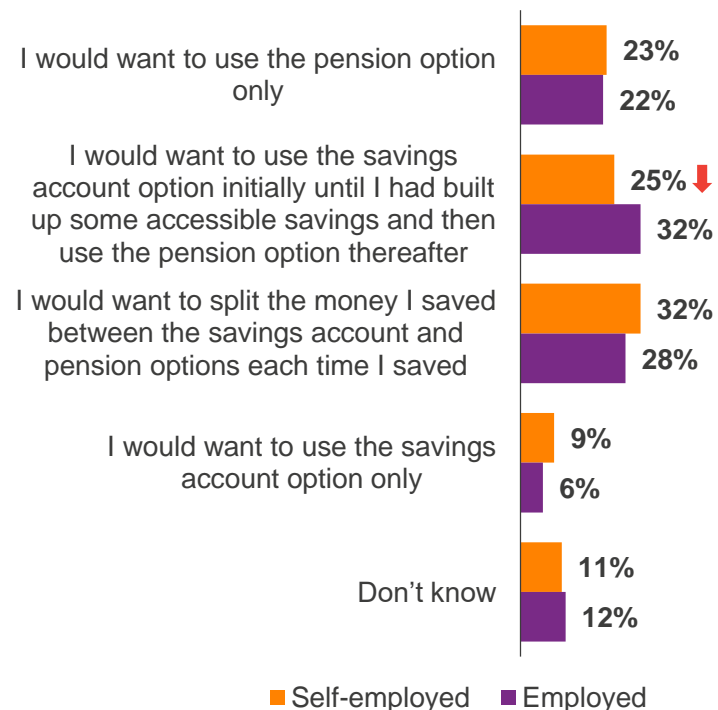 I would want to use the pension option
only
23%
22%
I would want to use the savings
account option initially until I had built
up some accessible savings and then
use the pension option thereafter
25%
32%
I would want to split the money I saved
between the savings account and
pension options each time I saved
32%
28%
I would want to use the savings
account option only
9%
6%
Don’t know
11%
12%
Self-employed Employed